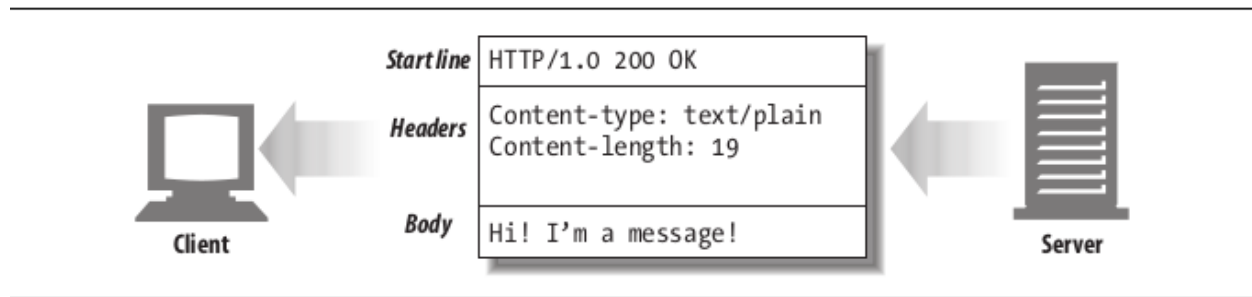 Start line HTTP/1.0 200 OK
Headers Content-type: text/plain
Content-length: 19
Body Hi! I'm a message!
Client
Server